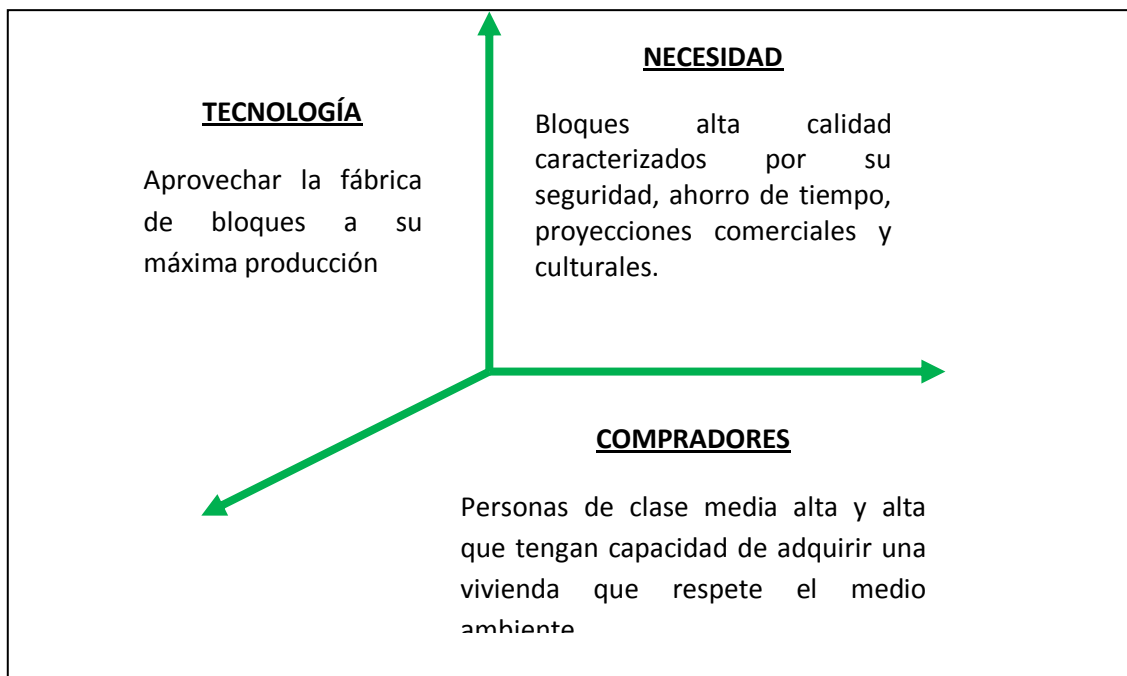 TECNOLOGÍA
Aprovechar la fábrica
de bloques a su
máxima producción
NECESIDAD
Bloques alta calidad
caracterizados por su
seguridad, ahorro de tiempo,
proyecciones comerciales y
culturales.
COMPRADORES
Personas de clase media alta y alta
que tengan capacidad de adquirir una
vivienda que respete el medio
ambiente